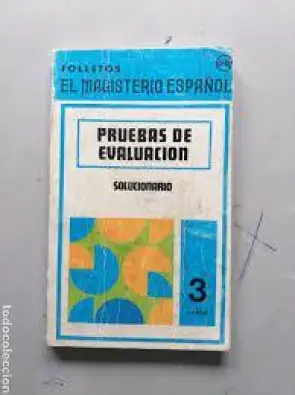 FOLLETOS
EL MAGISTERIO ESPAÑOL
PRUEBAS DE
EVALUACION
SOLUCIONARIO
3
todocoleccion